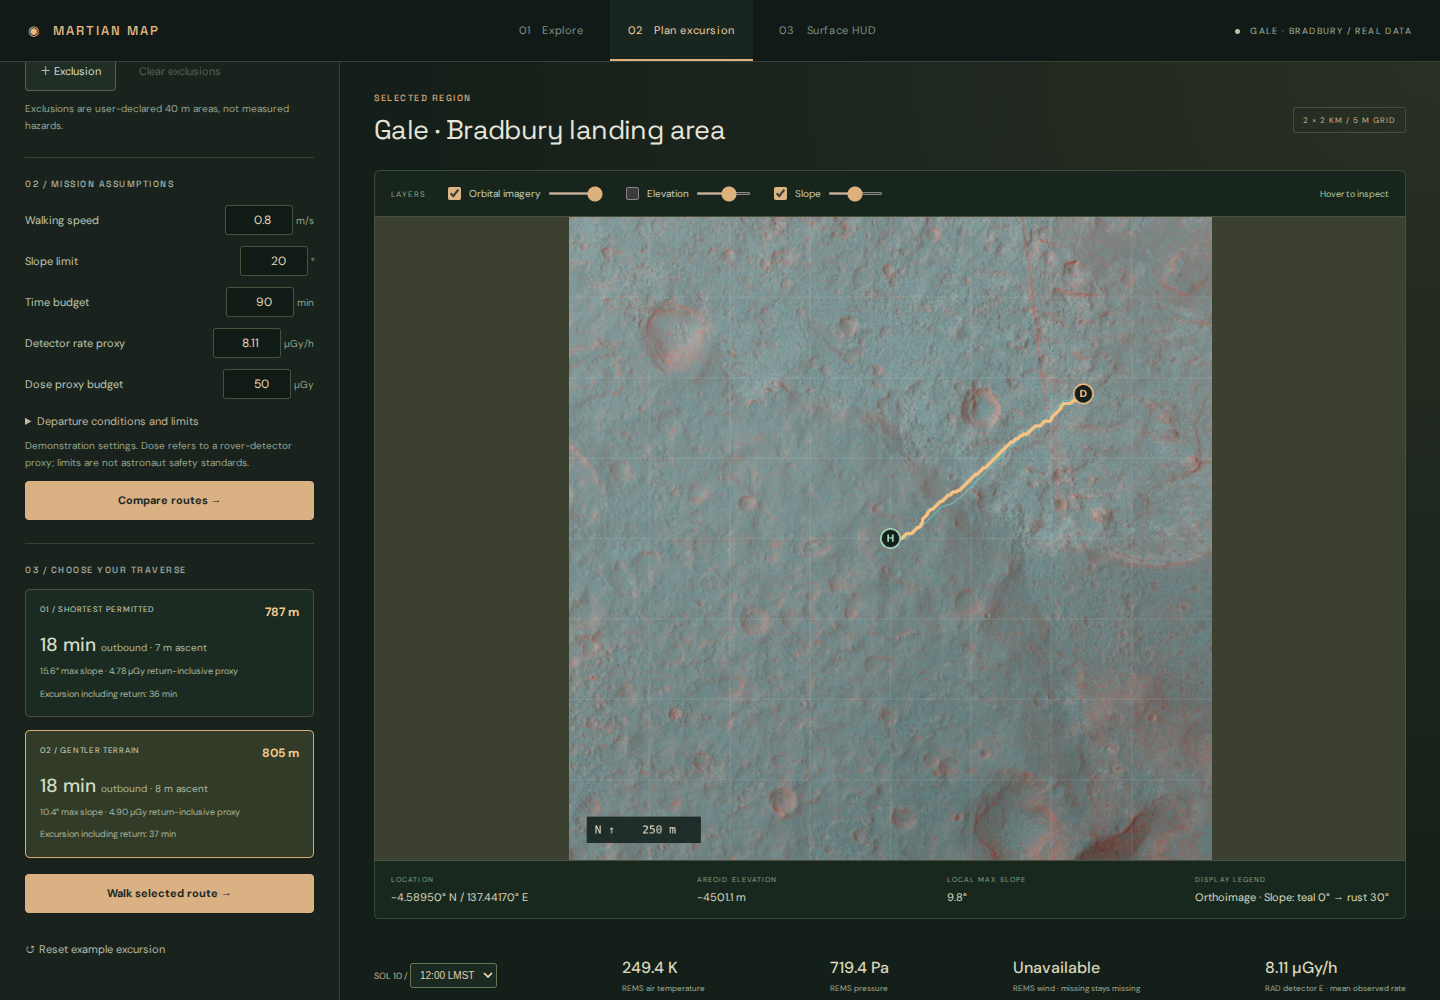 MARTIAN MAP
01 Explore
02 Plan excursion
03 Surface HUD
GALE · BRADBURY / REAL DATA
+ Exclusion
Clear exclusions
Exclusions are user-declared 40 m areas, not measured
hazards.
02 / MISSION ASSUMPTIONS
Walking speed 0.8 m/s
Slope limit 20 °
Time budget 90 min
Detector rate proxy 8.11 µGy/h
Dose proxy budget 50 µGy
▶ Departure conditions and limits
Demonstration settings. Dose refers to a rover-detector
proxy; limits are not astronaut safety standards.
Compare routes →
03 / CHOOSE YOUR TRAVERSE
01 / SHORTEST PERMITTED 787 m
18 min outbound · 7 m ascent
15.6° max slope · 4.78 µGy return-inclusive proxy
Excursion including return: 36 min
02 / GENTLER TERRAIN 805 m
18 min outbound · 8 m ascent
10.4° max slope · 4.90 µGy return-inclusive proxy
Excursion including return: 37 min
Walk selected route →
↺ Reset example excursion
SELECTED REGION
Gale · Bradbury landing area
2 × 2 KM / 5 M GRID
LAYERS Orbital imagery Elevation Slope Hover to inspect
D
H
N ↑ 250 m
LOCATION
-4.58950° N / 137.44170° E
AREOID ELEVATION
-4501.1 m
LOCAL MAX SLOPE
9.8°
DISPLAY LEGEND
Orthoimage · Slope: teal 0° → rust 30°
SOL 10 / 12:00 LMST
249.4 K
REMS air temperature
719.4 Pa
REMS pressure
Unavailable
REMS wind · missing stays missing
8.11 µGy/h
RAD detector E · mean observed rate